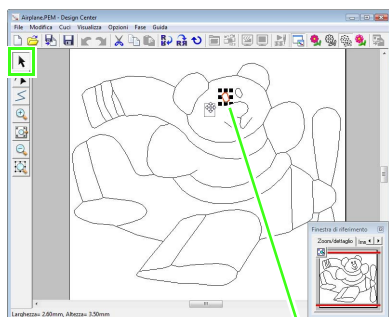 Airplane.PEM - Design Center
File Modifica Cuci Visualizza Opzioni Fase Guida
Finestra di riferimento
Zoom/dettaglio
Larghezza= 2.60mm, Altezza= 3.50mm